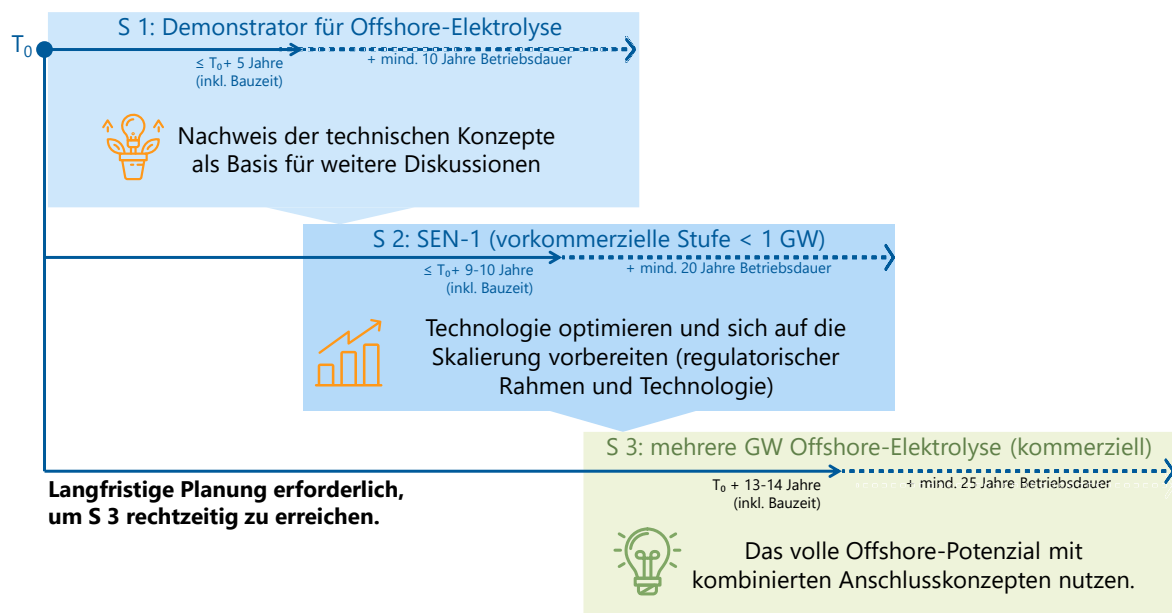 S 1: Demonstrator für Offshore-Elektrolyse
T₀
≤ T₀+ 5 Jahre
(inkl. Bauzeit)
+ mind. 10 Jahre Betriebsdauer
Nachweis der technischen Konzepte
als Basis für weitere Diskussionen
S 2: SEN-1 (vorkommerzielle Stufe < 1 GW)
≤ T₀+ 9-10 Jahre
(inkl. Bauzeit)
+ mind. 20 Jahre Betriebsdauer
Technologie optimieren und sich auf die
Skalierung vorbereiten (regulatorischer
Rahmen und Technologie)
S 3: mehrere GW Offshore-Elektrolyse (kommerziell)
T₀ + 13-14 Jahre
(inkl. Bauzeit)
+ mind. 25 Jahre Betriebsdauer
Langfristige Planung erforderlich,
um S 3 rechtzeitig zu erreichen.
Das volle Offshore-Potenzial mit
kombinierten Anschlusskonzepten nutzen.